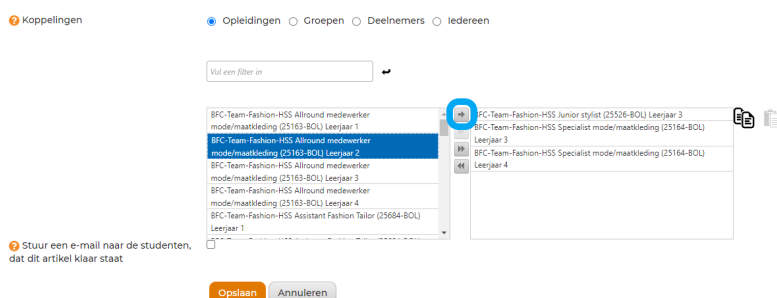 Koppelingen
Opleidingen Groepen Deelnemers Iedereen
Vul een filter in
BFC-Team-Fashion-HSS Allround medewerker
mode/maatkleding (25163-BOL) Leerjaar 1
BFC-Team-Fashion-HSS Allround medewerker
mode/maatkleding (25163-BOL) Leerjaar 2
BFC-Team-Fashion-HSS Allround medewerker
mode/maatkleding (25163-BOL) Leerjaar 3
BFC-Team-Fashion-HSS Allround medewerker
mode/maatkleding (25163-BOL) Leerjaar 4
BFC-Team-Fashion-HSS Assistant Fashion Tailor (25684-BOL)
Leerjaar 1
BFC-Team-Fashion-HSS Junior stylist (25526-BOL) Leerjaar 3
BFC-Team-Fashion-HSS Specialist mode/maatkleding (25164-BOL)
Leerjaar 3
BFC-Team-Fashion-HSS Specialist mode/maatkleding (25164-BOL)
Leerjaar 4
Stuur een e-mail naar de studenten,
dat dit artikel klaar staat
Opslaan Annuleren